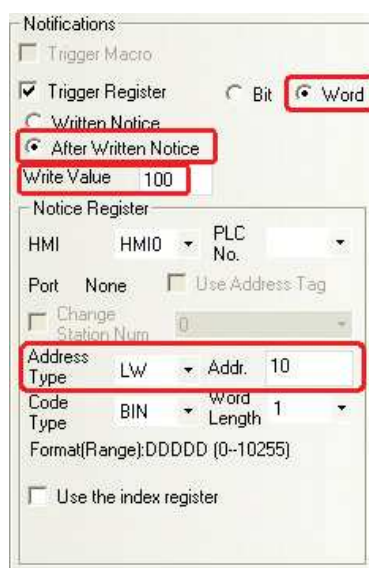 Notifications
Trigger Macro
Trigger Register Bit Word
Written Notice
After Written Notice
Write Value 100
Notice Register
HMI HMI0 PLC No.
Port None Use Address Tag
Change Station Num 0
Address Type LW Addr. 10
Code Type BIN Word Length 1
Format(Range):DDDDD (0--10255)
Use the index register